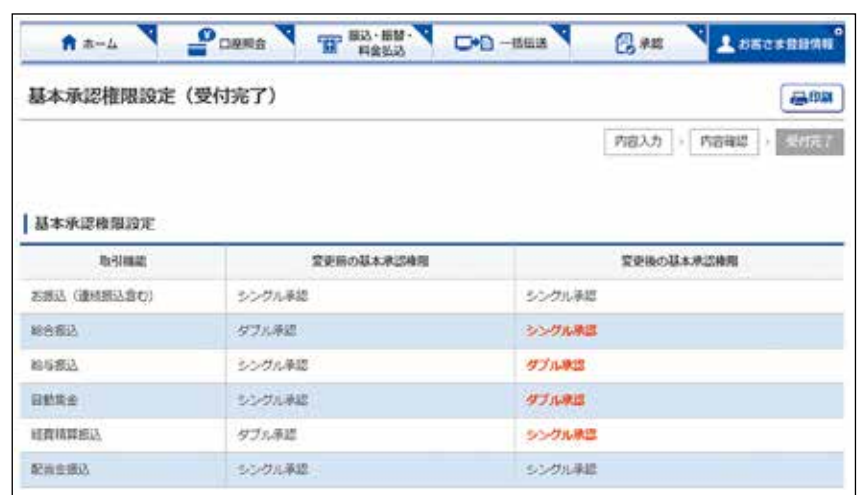 ホーム
口座照会
振込・振替・
料金払込
一括伝送
承認
お客さま登録情報
基本承認権限設定（受付完了）
印刷
内容入力
内容確認
受付完了
基本承認権限設定
取引機能 変更前の基本承認権限 変更後の基本承認権限
お振込（連続振込含む） シングル承認 シングル承認
総合振込 ダブル承認 シングル承認
給与振込 シングル承認 ダブル承認
自動集金 シングル承認 ダブル承認
経費精算振込 ダブル承認 シングル承認
配当金振込 シングル承認 シングル承認